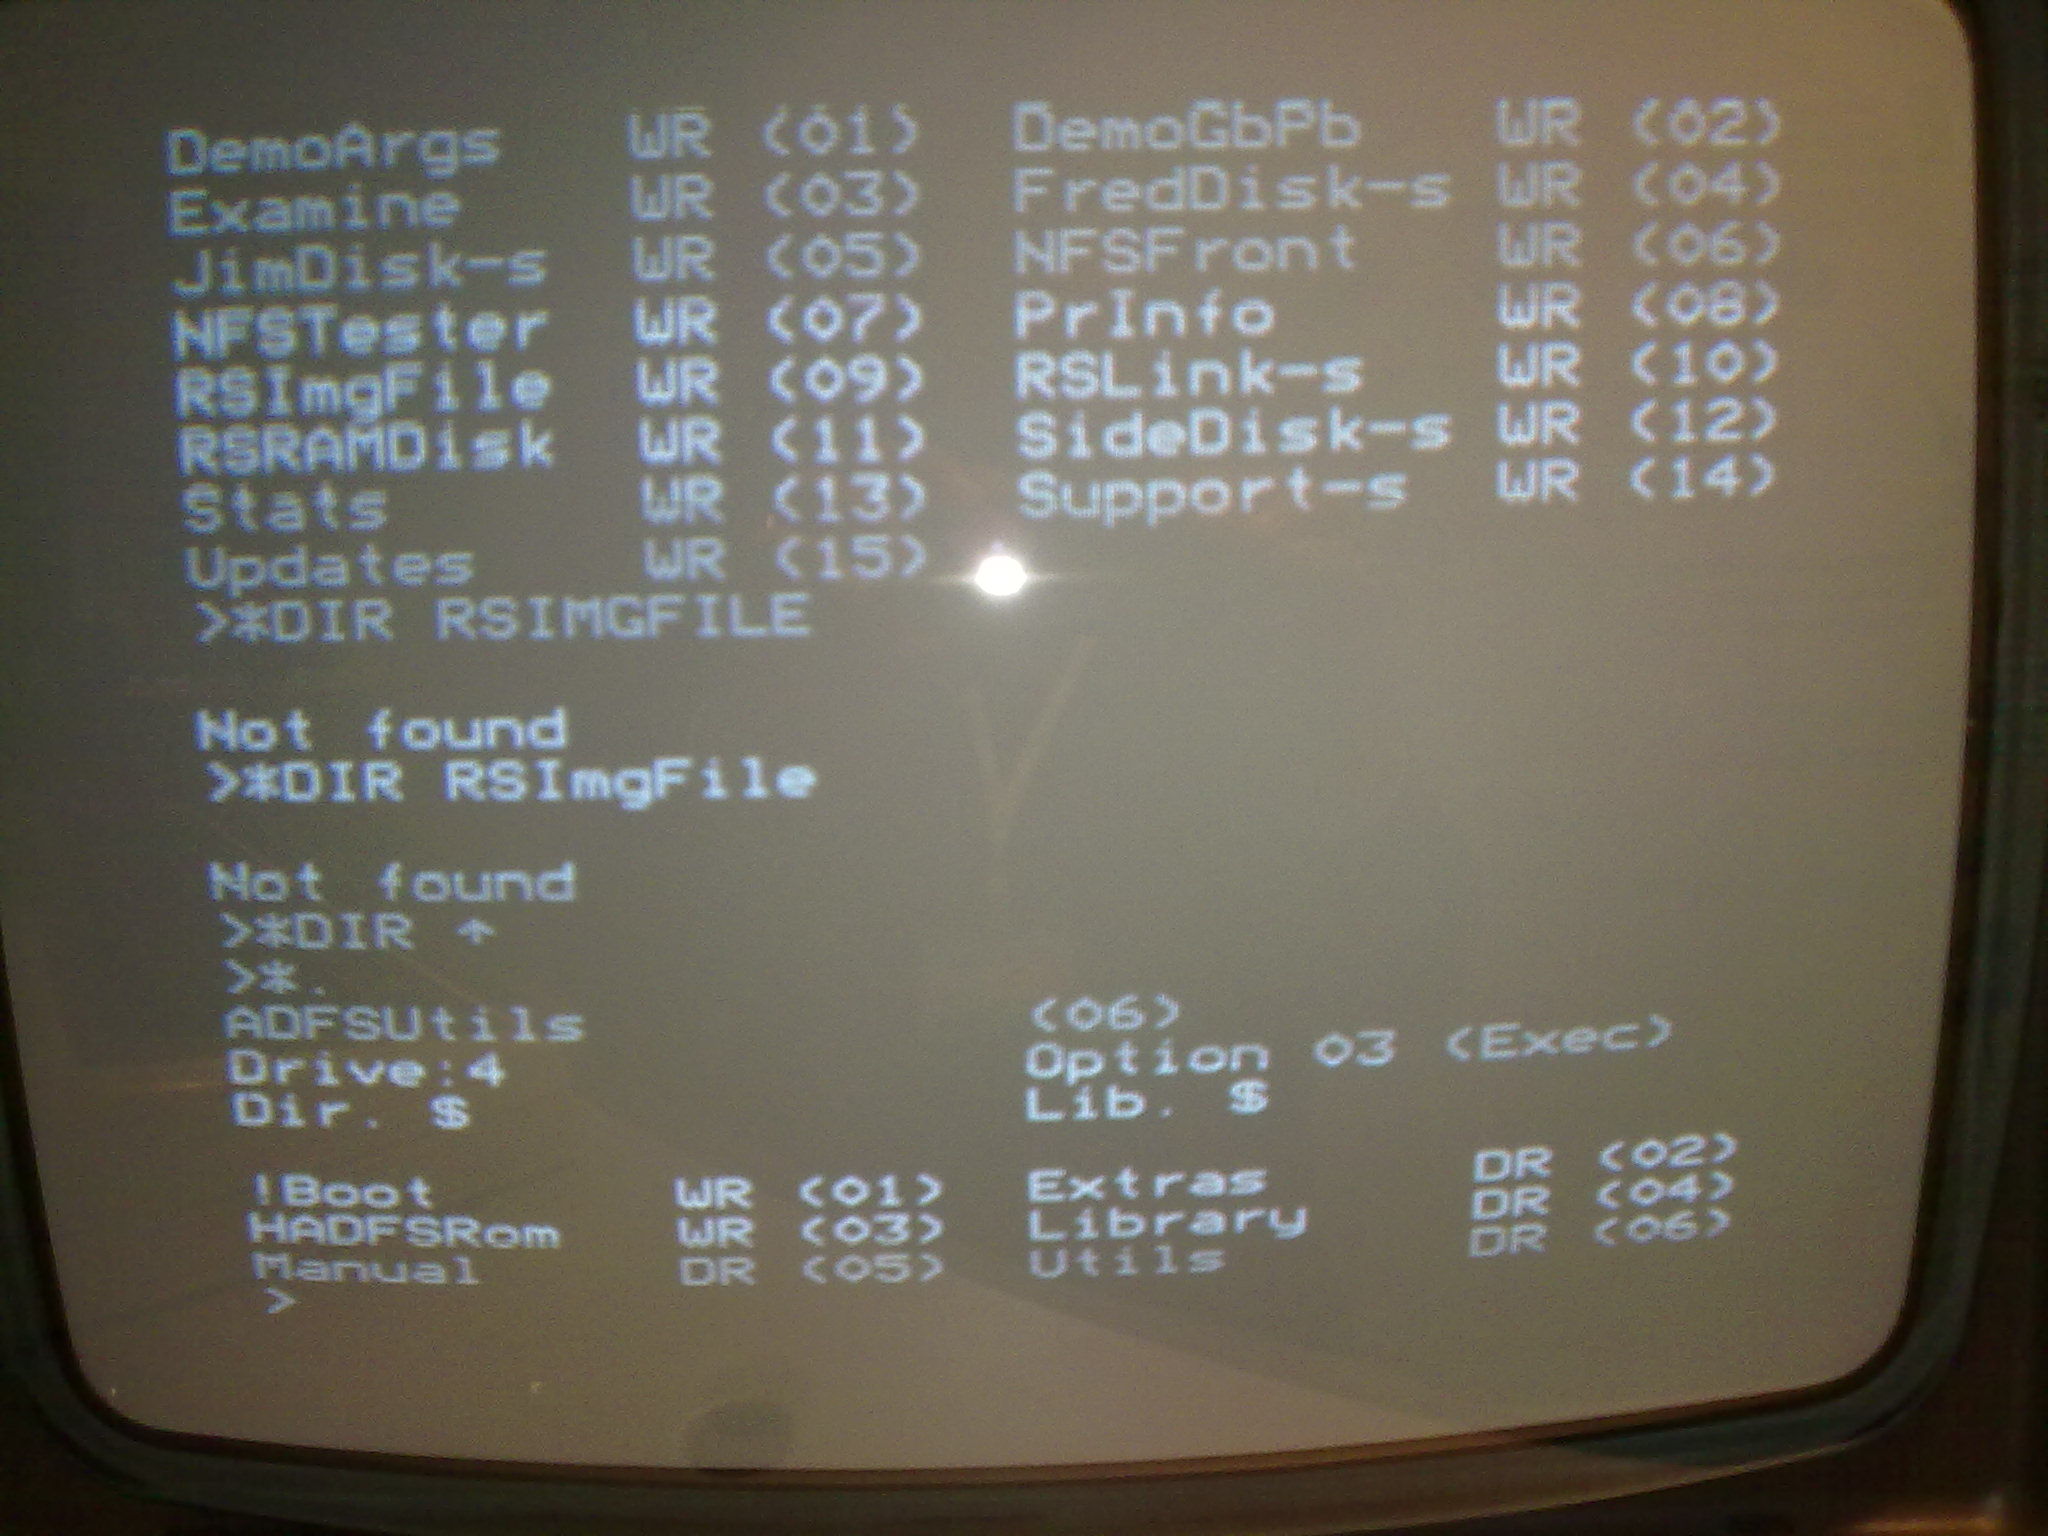 DemoArgs WR (01) DemoGbPb WR (02)
Examine WR (03) FredDisk-s WR (04)
JimDisk-s WR (05) NFSFront WR (06)
NFSTester WR (07) PrInfo WR (08)
RSImgFile WR (09) RSLink-s WR (10)
RSRAMDisk WR (11) SideDisk-s WR (12)
Stats WR (13) Support-s WR (14)
Updates WR (15)
>*DIR RSIMGFILE
Not found
>*DIR RSImgFile
Not found
>*DIR ↑
>*.
ADFSUtils (06)
Drive:4 Option 03 (Exec)
Dir. $ Lib. $
!Boot WR (01) Extras DR (02)
HADFSRom WR (03) Library DR (04)
Manual DR (05) Utils DR (06)
>